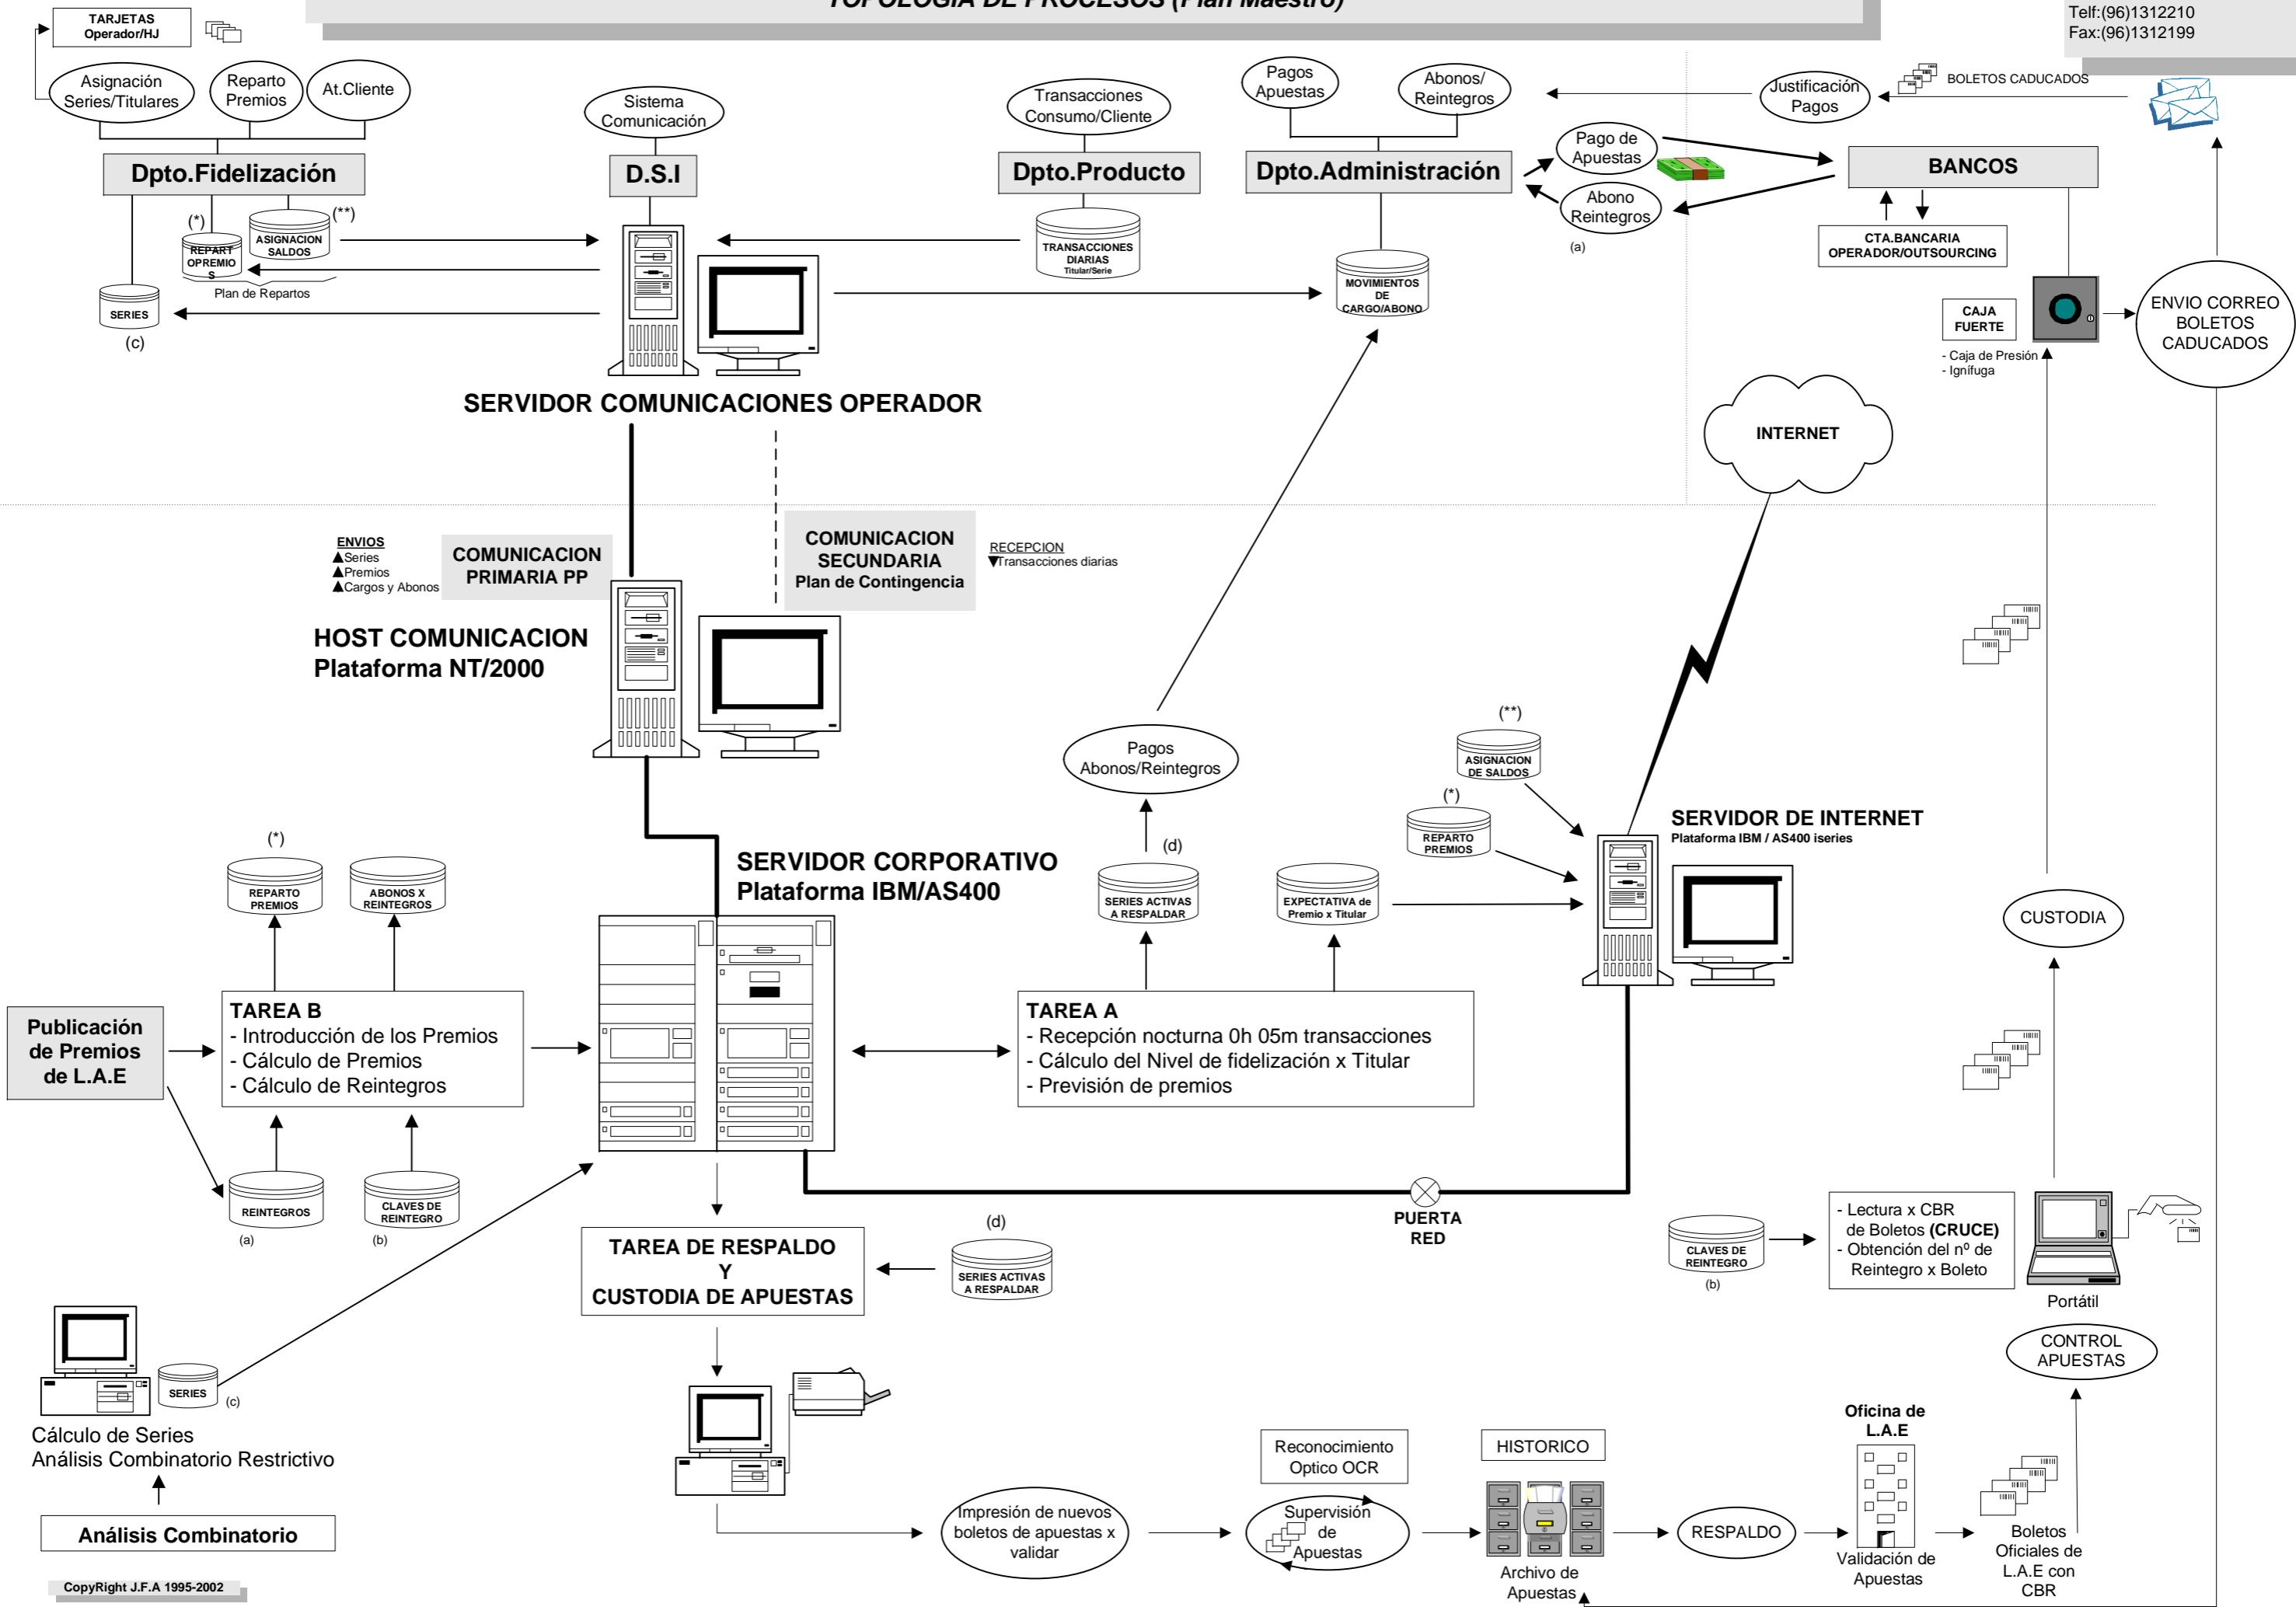 TOPOLOGIA DE PROCESOS (Plan Maestro)
Telf:(96)1312210
Fax:(96)1312199
TARJETAS
Operador/HJ
Asignación
Series/Titulares
Reparto
Premios
At.Cliente
Sistema
Comunicación
Transacciones
Consumo/Cliente
Pagos
Apuestas
Abonos/
Reintegros
Justificación
Pagos
BOLETOS CADUCADOS
Dpto.Fidelización
D.S.I
Dpto.Producto
Dpto.Administración
Pago de
Apuestas
Abono
Reintegros
(a)
BANCOS
CTA.BANCARIA
OPERADOR/OUTSOURCING
(*)
(**)
REPART
OPREMIO
S
ASIGNACION
SALDOS
Plan de Repartos
SERIES
(c)
TRANSACCIONES
DIARIAS
Titular/Serie
MOVIMIENTOS
DE
CARGO/ABONO
CAJA
FUERTE
- Caja de Presión
- Ignífuga
ENVIO CORREO
BOLETOS
CADUCADOS
SERVIDOR COMUNICACIONES OPERADOR
INTERNET
ENVIOS
Series
Premios
Cargos y Abonos
COMUNICACION
PRIMARIA PP
COMUNICACION
SECUNDARIA
Plan de Contingencia
RECEPCION
Transacciones diarias
HOST COMUNICACION
Plataforma NT/2000
Pagos
Abonos/Reintegros
(**)
ASIGNACION
DE SALDOS
(*)
REPARTO
PREMIOS
SERVIDOR DE INTERNET
Plataforma IBM / AS400 iseries
(*)
REPARTO
PREMIOS
ABONOS X
REINTEGROS
SERVIDOR CORPORATIVO
Plataforma IBM/AS400
(d)
SERIES ACTIVAS
A RESPALDAR
EXPECTATIVA de
Premio x Titular
CUSTODIA
Publicación
de Premios
de L.A.E
TAREA B
- Introducción de los Premios
- Cálculo de Premios
- Cálculo de Reintegros
TAREA A
- Recepción nocturna 0h 05m transacciones
- Cálculo del Nivel de fidelización x Titular
- Previsión de premios
REINTEGROS
(a)
CLAVES DE
REINTEGRO
(b)
PUERTA
RED
TAREA DE RESPALDO
Y
CUSTODIA DE APUESTAS
(d)
SERIES ACTIVAS
A RESPALDAR
CLAVES DE
REINTEGRO
(b)
- Lectura x CBR
de Boletos (CRUCE)
- Obtención del nº de
Reintegro x Boleto
Portátil
CONTROL
APUESTAS
SERIES
(c)
Cálculo de Series
Análisis Combinatorio Restrictivo
Análisis Combinatorio
Impresión de nuevos
boletos de apuestas x
validar
Reconocimiento
Optico OCR
Supervisión
de
Apuestas
HISTORICO
Archivo de
Apuestas
RESPALDO
Oficina de
L.A.E
Validación de
Apuestas
Boletos
Oficiales de
L.A.E con
CBR
CopyRight J.F.A 1995-2002